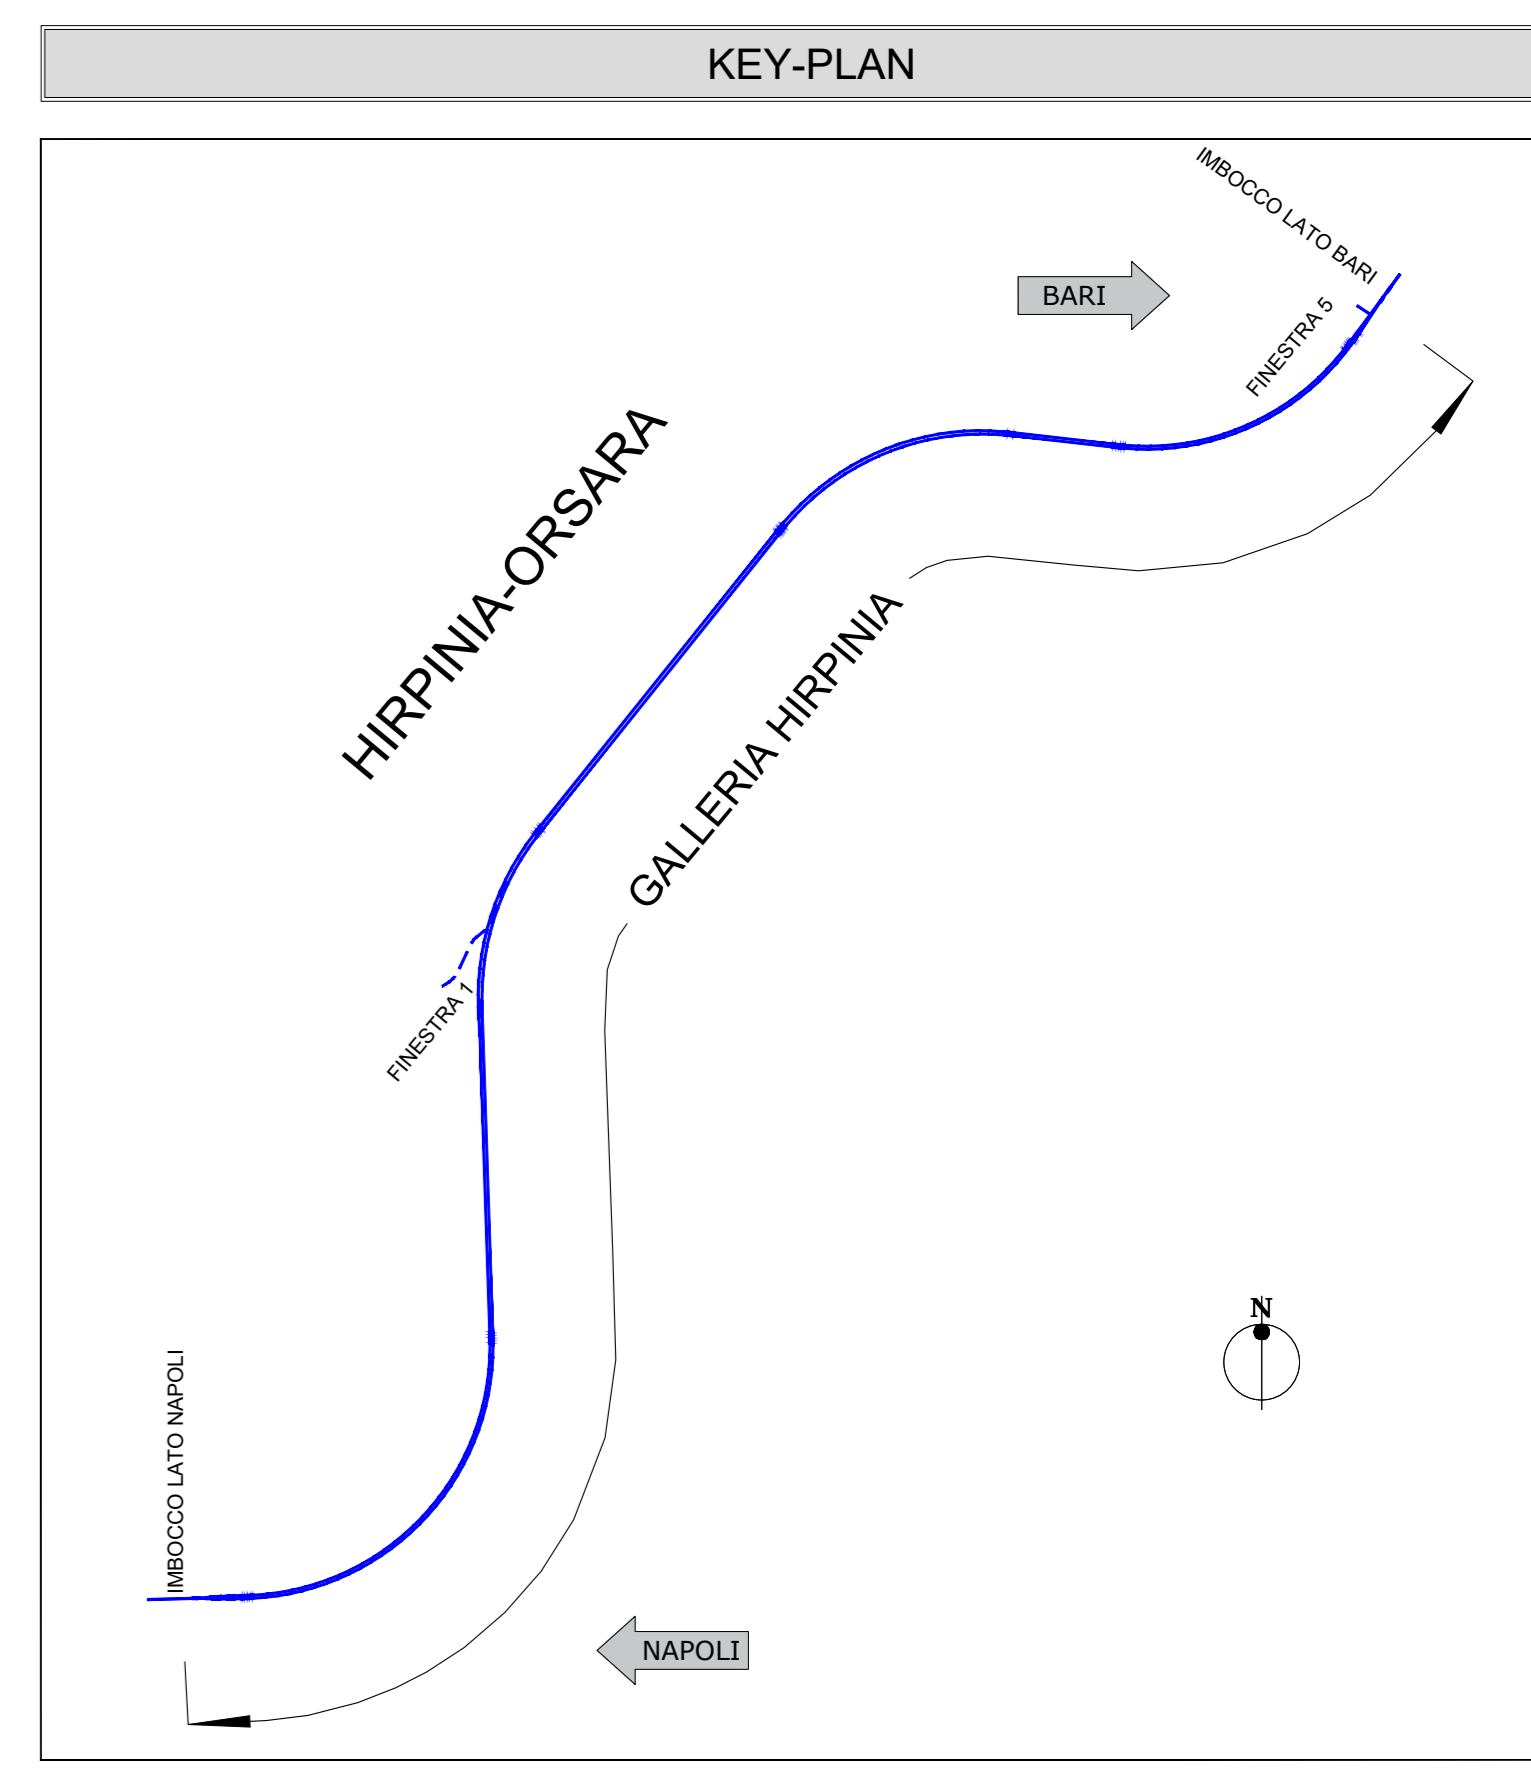 KEY-PLAN
IMBOCCO LATO BARI
BARI
FINESTRA 5
HIRPINIA-ORSARA
GALLERIA HIRPINIA
FINESTRA 1
N
IMBOCCO LATO NAPOLI
NAPOLI